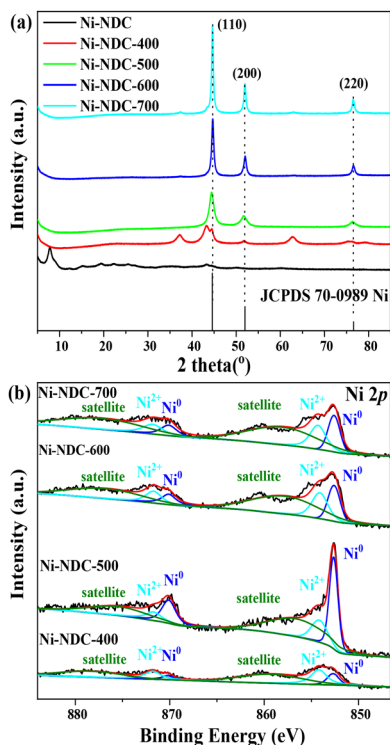 (a)
Ni-NDC
Ni-NDC-400
Ni-NDC-500
Ni-NDC-600
Ni-NDC-700
(110)
(200)
(220)
Intensity (a.u.)
JCPDS 70-0989 Ni
10 20 30 40 50 60 70 80
2 theta(⁰)
(b)
Ni 2p
Ni-NDC-700
satellite Ni²⁺ Ni⁰ satellite Ni²⁺ Ni⁰
Ni-NDC-600
satellite Ni²⁺ Ni⁰ satellite Ni²⁺ Ni⁰
Ni-NDC-500
satellite Ni²⁺ Ni⁰ satellite Ni²⁺ Ni⁰
Ni-NDC-400
satellite Ni²⁺ Ni⁰ satellite Ni²⁺ Ni⁰
Intensity (a.u.)
880 870 860 850
Binding Energy (eV)